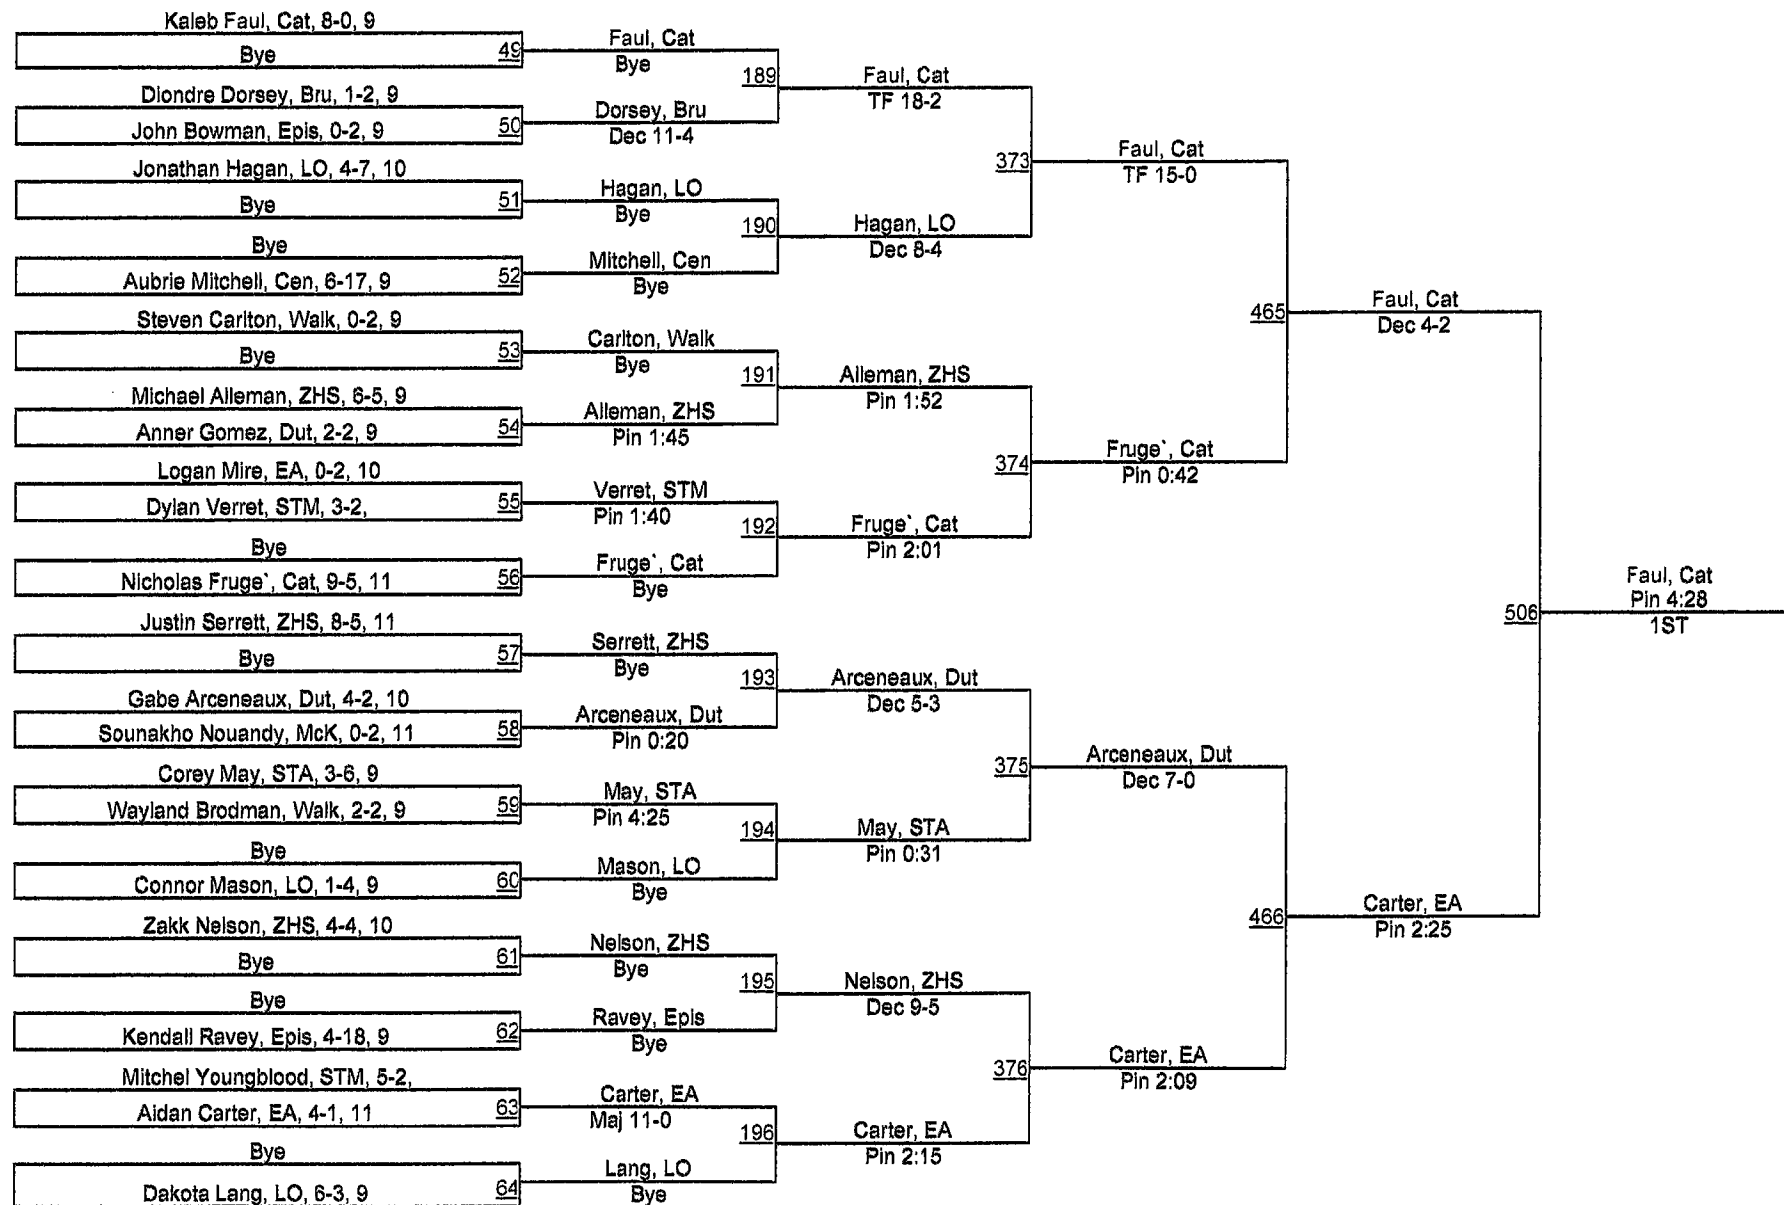 Kaleb Faul, Cat, 8-0, 9
Bye
49
Diondre Dorsey, Bru, 1-2, 9
John Bowman, Epis, 0-2, 9
50
Jonathan Hagan, LO, 4-7, 10
Bye
51
Bye
Aubrie Mitchell, Cen, 6-17, 9
52
Steven Carlton, Walk, 0-2, 9
Bye
53
Michael Alleman, ZHS, 6-5, 9
Anner Gomez, Dut, 2-2, 9
54
Logan Mire, EA, 0-2, 10
Dylan Verret, STM, 3-2,
55
Bye
Nicholas Fruge`, Cat, 9-5, 11
56
Justin Serrett, ZHS, 8-5, 11
Bye
57
Gabe Arceneaux, Dut, 4-2, 10
Sounakho Nouandy, McK, 0-2, 11
58
Corey May, STA, 3-6, 9
Wayland Brodman, Walk, 2-2, 9
59
Bye
Connor Mason, LO, 1-4, 9
60
Zakk Nelson, ZHS, 4-4, 10
Bye
61
Bye
Kendall Ravey, Epis, 4-18, 9
62
Mitchel Youngblood, STM, 5-2,
Aidan Carter, EA, 4-1, 11
63
Bye
Dakota Lang, LO, 6-3, 9
64
Faul, Cat
Bye
189
Dorsey, Bru
Dec 11-4
Hagan, LO
Bye
190
Mitchell, Cen
Bye
Carlton, Walk
Bye
191
Alleman, ZHS
Pin 1:45
Verret, STM
Pin 1:40
192
Fruge`, Cat
Bye
Serrett, ZHS
Bye
193
Arceneaux, Dut
Pin 0:20
May, STA
Pin 4:25
194
Mason, LO
Bye
Nelson, ZHS
Bye
195
Ravey, Epis
Bye
Carter, EA
Maj 11-0
196
Lang, LO
Bye
Faul, Cat
TF 18-2
373
Hagan, LO
Dec 8-4
Alleman, ZHS
Pin 1:52
374
Fruge`, Cat
Pin 2:01
Arceneaux, Dut
Dec 5-3
375
May, STA
Pin 0:31
Nelson, ZHS
Dec 9-5
376
Carter, EA
Pin 2:15
Faul, Cat
TF 15-0
465
Fruge`, Cat
Pin 0:42
Arceneaux, Dut
Dec 7-0
466
Carter, EA
Pin 2:09
Faul, Cat
Dec 4-2
506
Carter, EA
Pin 2:25
Faul, Cat
Pin 4:28
1ST